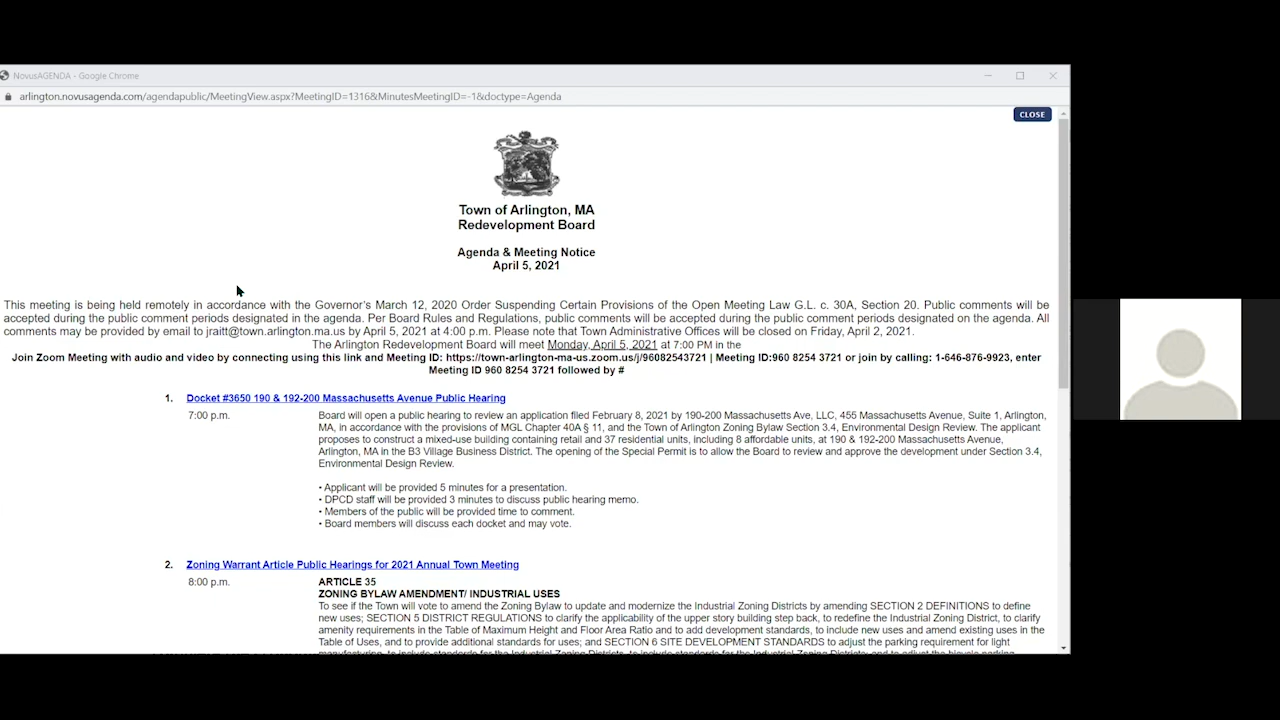 NovusAGENDA - Google Chrome
arlington.novusagenda.com/agendapublic/MeetingView.aspx?MeetingID=1316&MinutesMeetingID=-1&doctype=Agenda
CLOSE
Town of Arlington, MA
Redevelopment Board
Agenda & Meeting Notice
April 5, 2021
This meeting is being held remotely in accordance with the Governor's March 12, 2020 Order Suspending Certain Provisions of the Open Meeting Law G.L. c. 30A, Section 20. Public comments will be
accepted during the public comment periods designated in the agenda. Per Board Rules and Regulations, public comments will be accepted during the public comment periods designated on the agenda. All
comments may be provided by email to jraitt@town.arlington.ma.us by April 5, 2021 at 4:00 p.m. Please note that Town Administrative Offices will be closed on Friday, April 2, 2021.
The Arlington Redevelopment Board will meet Monday, April 5, 2021 at 7:00 PM in the
Join Zoom Meeting with audio and video by connecting using this link and Meeting ID: https://town-arlington-ma-us.zoom.us/j/96082543721 | Meeting ID:960 8254 3721 or join by calling: 1-646-876-9923, enter
Meeting ID 960 8254 3721 followed by #
1. Docket #3650 190 & 192-200 Massachusetts Avenue Public Hearing
7:00 p.m. Board will open a public hearing to review an application filed February 8, 2021 by 190-200 Massachusetts Ave, LLC, 455 Massachusetts Avenue, Suite 1, Arlington,
MA, in accordance with the provisions of MGL Chapter 40A § 11, and the Town of Arlington Zoning Bylaw Section 3.4, Environmental Design Review. The applicant
proposes to construct a mixed-use building containing retail and 37 residential units, including 8 affordable units, at 190 & 192-200 Massachusetts Avenue,
Arlington, MA in the B3 Village Business District. The opening of the Special Permit is to allow the Board to review and approve the development under Section 3.4,
Environmental Design Review.
• Applicant will be provided 5 minutes for a presentation.
• DPCD staff will be provided 3 minutes to discuss public hearing memo.
• Members of the public will be provided time to comment.
• Board members will discuss each docket and may vote.
2. Zoning Warrant Article Public Hearings for 2021 Annual Town Meeting
8:00 p.m. ARTICLE 35
ZONING BYLAW AMENDMENT/ INDUSTRIAL USES
To see if the Town will vote to amend the Zoning Bylaw to update and modernize the Industrial Zoning Districts by amending SECTION 2 DEFINITIONS to define
new uses; SECTION 5 DISTRICT REGULATIONS to clarify the applicability of the upper story building step back, to redefine the Industrial Zoning District, to clarify
amenity requirements in the Table of Maximum Height and Floor Area Ratio and to add development standards, to include new uses and amend existing uses in the
Table of Uses, and to provide additional standards for uses; and SECTION 6 SITE DEVELOPMENT STANDARDS to adjust the parking requirement for light
manufacturing, to include standards for the Industrial Zoning Districts, to include standards for the Industrial Zoning Districts; and to adjust the bicycle parking